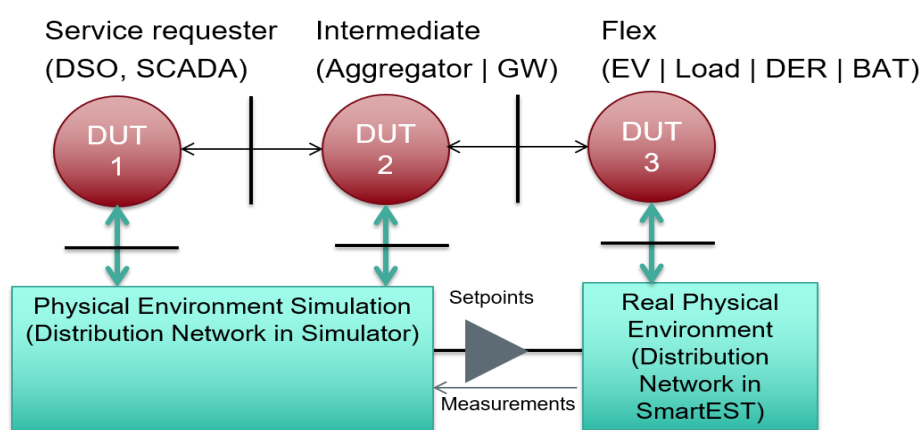 Service requester
(DSO, SCADA)
Intermediate
(Aggregator | GW)
Flex
(EV | Load | DER | BAT)
DUT
1
DUT
2
DUT
3
Physical Environment Simulation
(Distribution Network in Simulator)
Setpoints
Measurements
Real Physical
Environment
(Distribution
Network in
SmartEST)